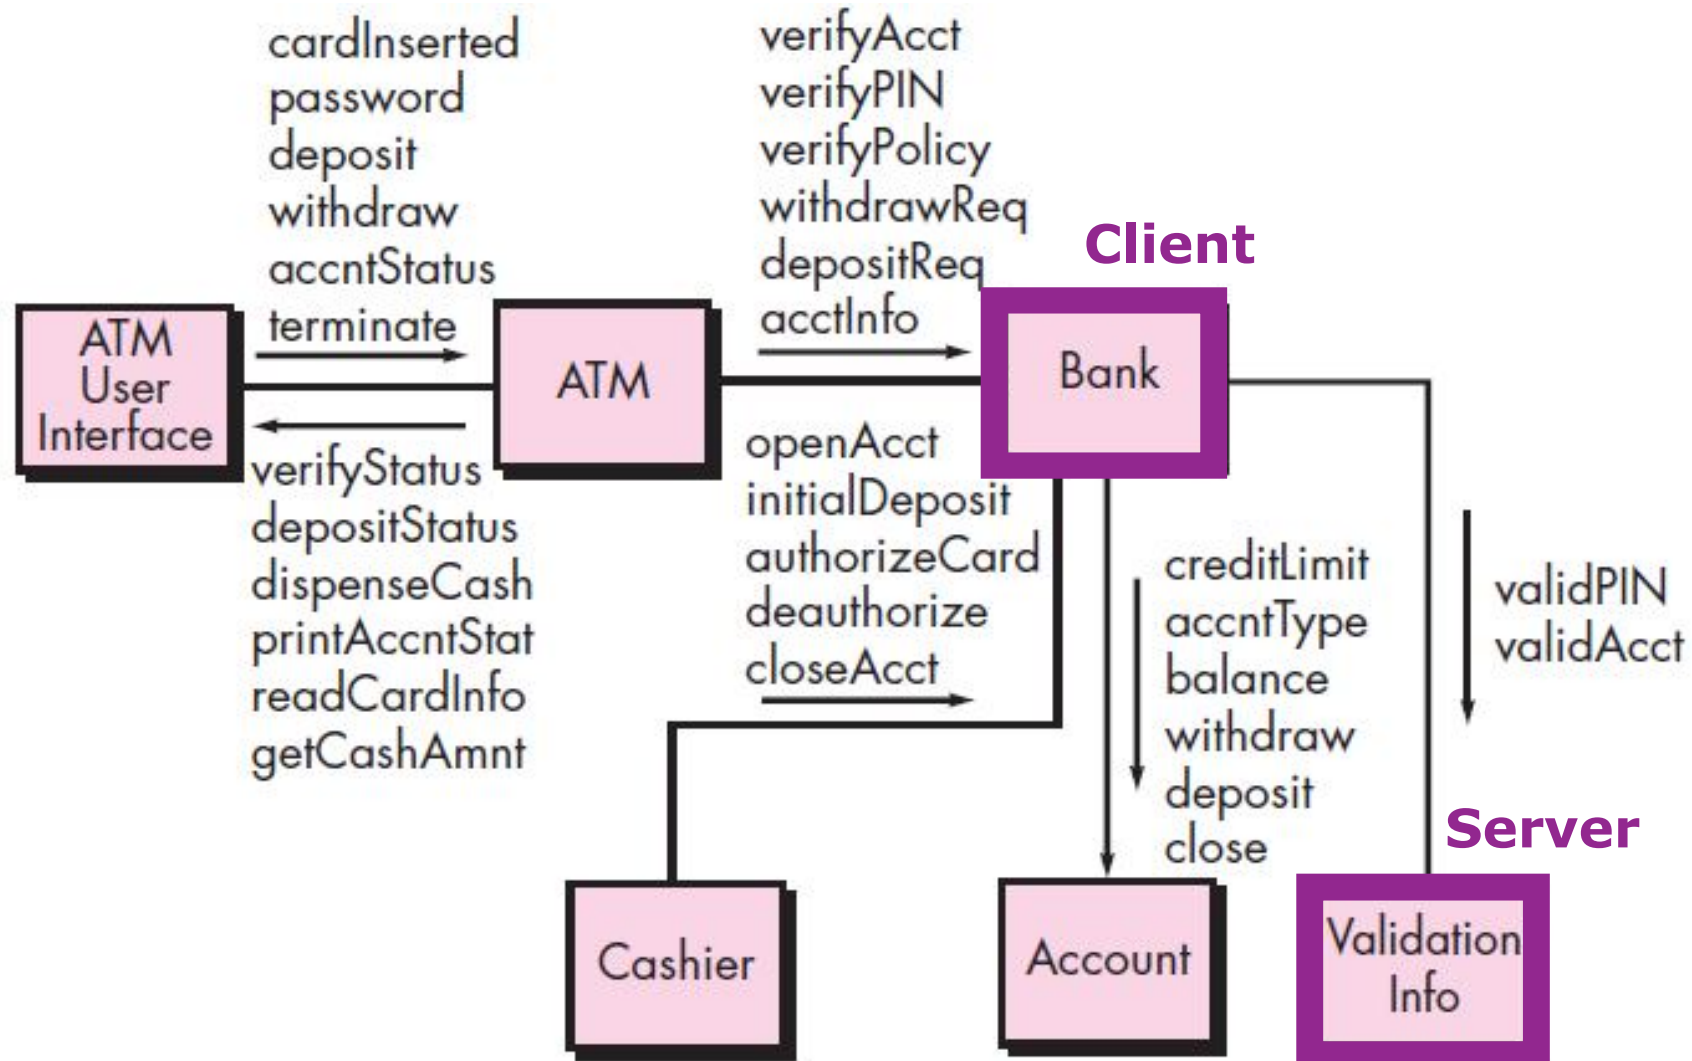 cardInserted
password
deposit
withdraw
accntStatus
terminate
verifyAcct
verifyPIN
verifyPolicy
withdrawReq
depositReq
acctInfo
Client
ATM
User
Interface
ATM
Bank
verifyStatus
depositStatus
dispenseCash
printAccntStat
readCardInfo
getCashAmnt
openAcct
initialDeposit
authorizeCard
deauthorize
closeAcct
creditLimit
accntType
balance
withdraw
deposit
close
validPIN
validAcct
Server
Cashier
Account
Validation
Info